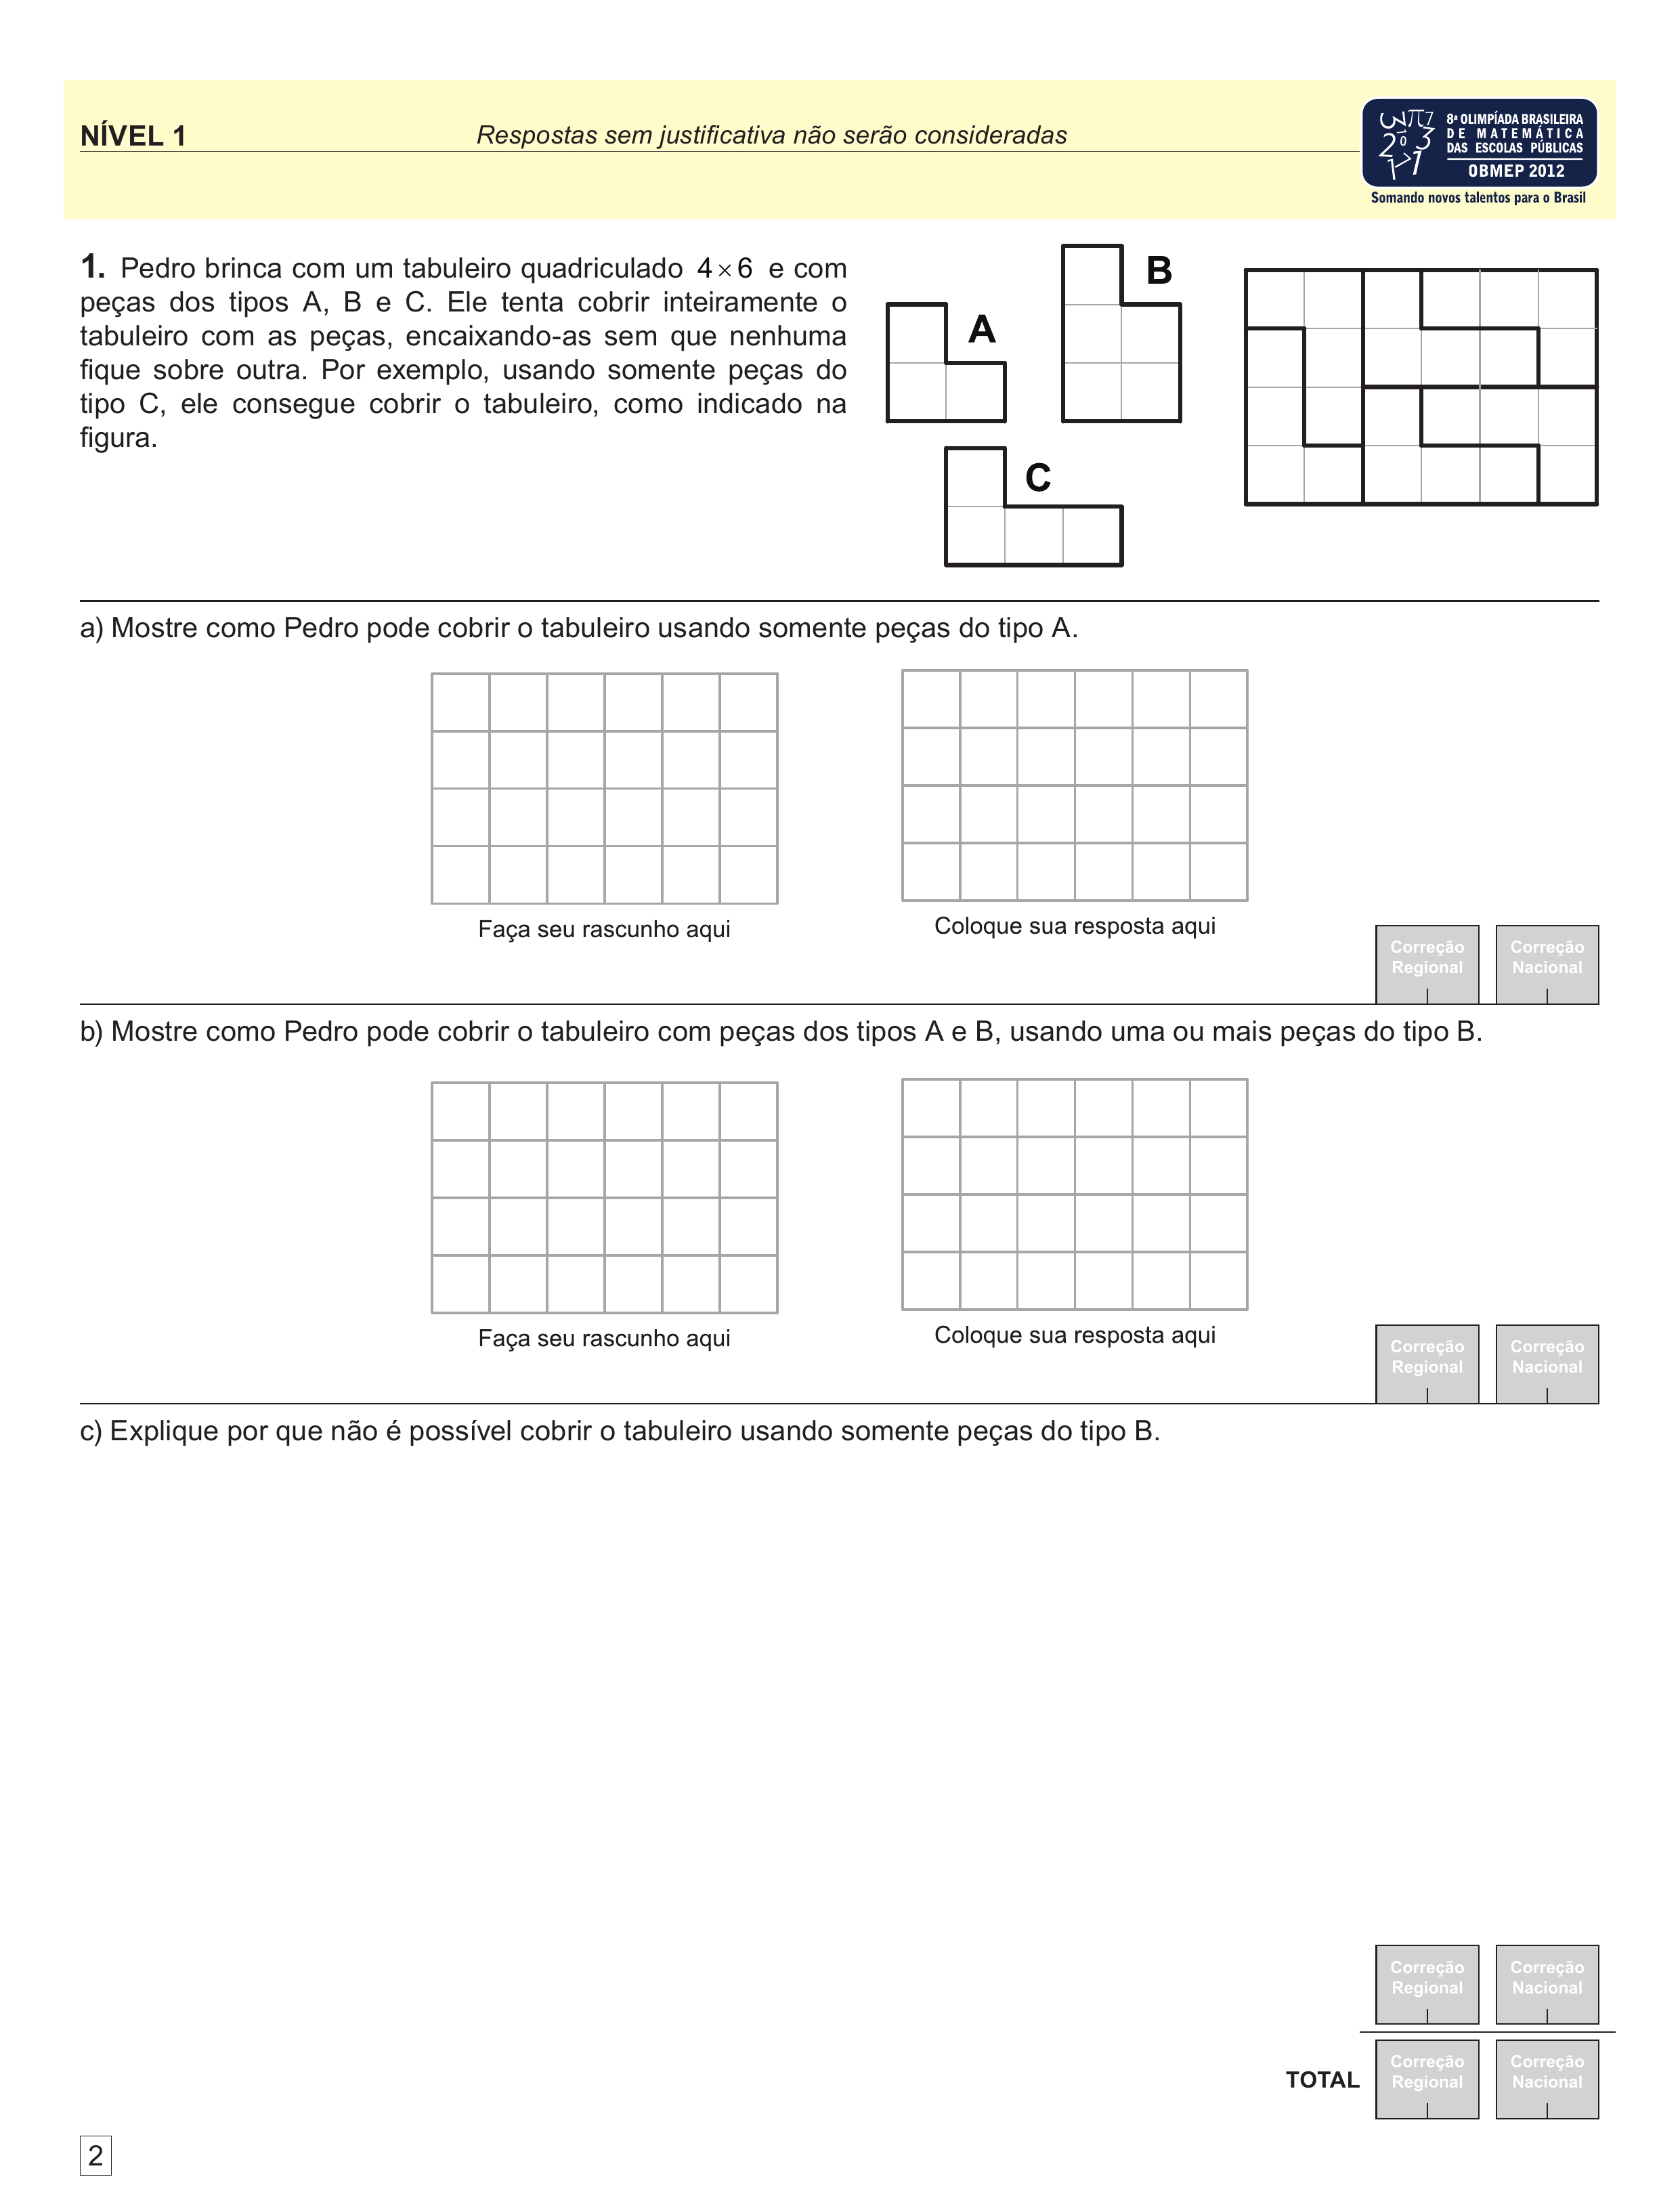 NÍVEL 1
Respostas sem justificativa não serão consideradas
8ª OLIMPÍADA BRASILEIRA
DE MATEMÁTICA
DAS ESCOLAS PÚBLICAS
OBMEP 2012
Somando novos talentos para o Brasil
1. Pedro brinca com um tabuleiro quadriculado 4×6 e com
peças dos tipos A, B e C. Ele tenta cobrir inteiramente o
tabuleiro com as peças, encaixando-as sem que nenhuma
fique sobre outra. Por exemplo, usando somente peças do
tipo C, ele consegue cobrir o tabuleiro, como indicado na
figura.
A
B
C
a) Mostre como Pedro pode cobrir o tabuleiro usando somente peças do tipo A.
Faça seu rascunho aqui
Coloque sua resposta aqui
Correção
Regional
Correção
Nacional
b) Mostre como Pedro pode cobrir o tabuleiro com peças dos tipos A e B, usando uma ou mais peças do tipo B.
Faça seu rascunho aqui
Coloque sua resposta aqui
Correção
Regional
Correção
Nacional
c) Explique por que não é possível cobrir o tabuleiro usando somente peças do tipo B.
Correção
Regional
Correção
Nacional
TOTAL
Correção
Regional
Correção
Nacional
2